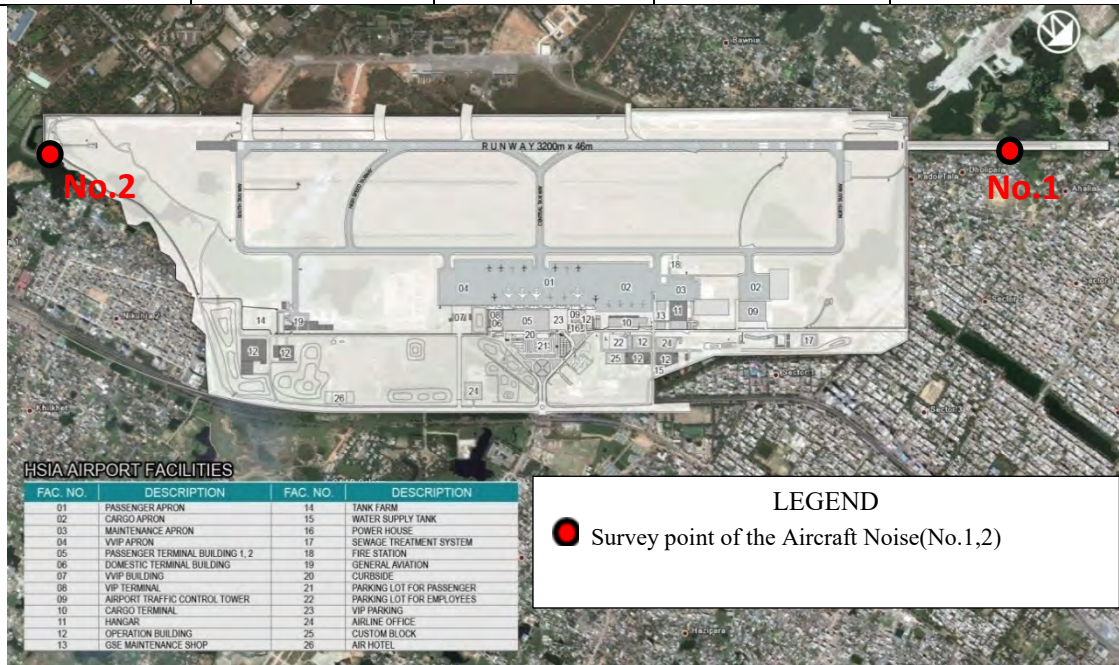 Bawnia
RUNWAY 3200m x 46m
No.2
No.1
Dholipara
Ahalia
18
04
01
02
03
02
14
19
07
08
06
05
23
09
12
16
10
13
11
09
20
21
22
12
24
25
12
12
15
17
12
12
26
24
Sector 3
HSIA AIRPORT FACILITIES
FAC. NO. DESCRIPTION FAC. NO. DESCRIPTION
01 PASSENGER APRON 14 TANK FARM
02 CARGO APRON 15 WATER SUPPLY TANK
03 MAINTENANCE APRON 16 POWER HOUSE
04 VVIP APRON 17 SEWAGE TREATMENT SYSTEM
05 PASSENGER TERMINAL BUILDING 1, 2 18 FIRE STATION
06 DOMESTIC TERMINAL BUILDING 19 GENERAL AVIATION
07 VVIP BUILDING 20 CURBSIDE
08 VIP TERMINAL 21 PARKING LOT FOR PASSENGER
09 AIRPORT TRAFFIC CONTROL TOWER 22 PARKING LOT FOR EMPLOYEES
10 CARGO TERMINAL 23 VIP PARKING
11 HANGAR 24 AIRLINE OFFICE
12 OPERATION BUILDING 25 CUSTOM BLOCK
13 GSE MAINTENANCE SHOP 26 AIR HOTEL
LEGEND
Survey point of the Aircraft Noise(No.1,2)
Hazipara